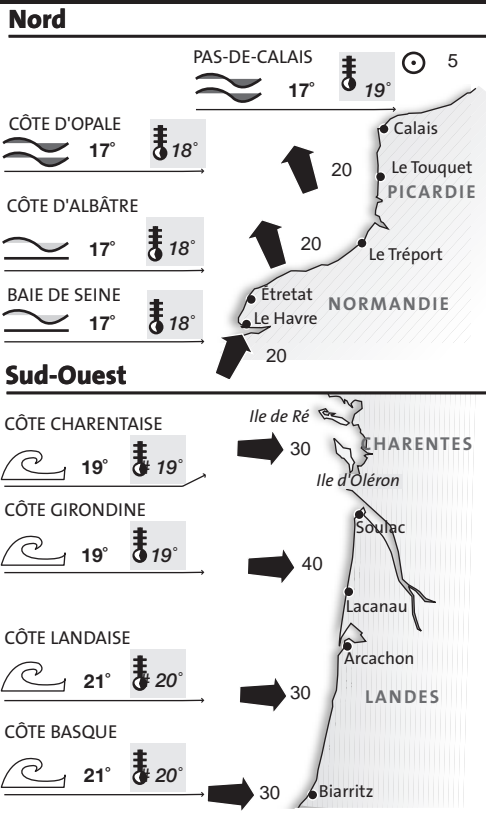 Nord
PAS-DE-CALAIS
17°
19°
5
CÔTE D'OPALE
17°
18°
20
Calais
Le Touquet
PICARDIE
CÔTE D'ALBÂTRE
17°
18°
20
Le Tréport
BAIE DE SEINE
17°
18°
20
Étretat
Le Havre
NORMANDIE
Sud-Ouest
CÔTE CHARENTAISE
19°
19°
30
Ile de Ré
CHARENTES
Ile d'Oléron
CÔTE GIRONDINE
19°
19°
40
Soulac
Lacanau
Arcachon
CÔTE LANDAISE
21°
20°
30
LANDES
CÔTE BASQUE
21°
20°
30
Biarritz